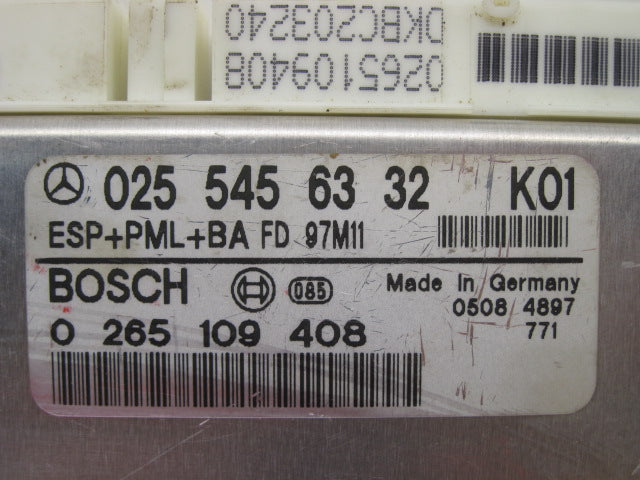 0265109408
0KBC203240
025 545 63 32 K01
ESP+PML+BA FD 97M11
BOSCH 085 Made In Germany
0508 4897
0 265 109 408 771